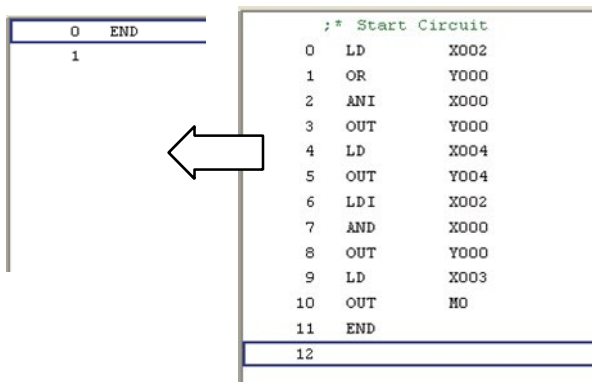 0 END
1
;* Start Circuit
0 LD X002
1 OR Y000
2 ANI X000
3 OUT Y000
4 LD X004
5 OUT Y004
6 LDI X002
7 AND X000
8 OUT Y000
9 LD X003
10 OUT M0
11 END
12